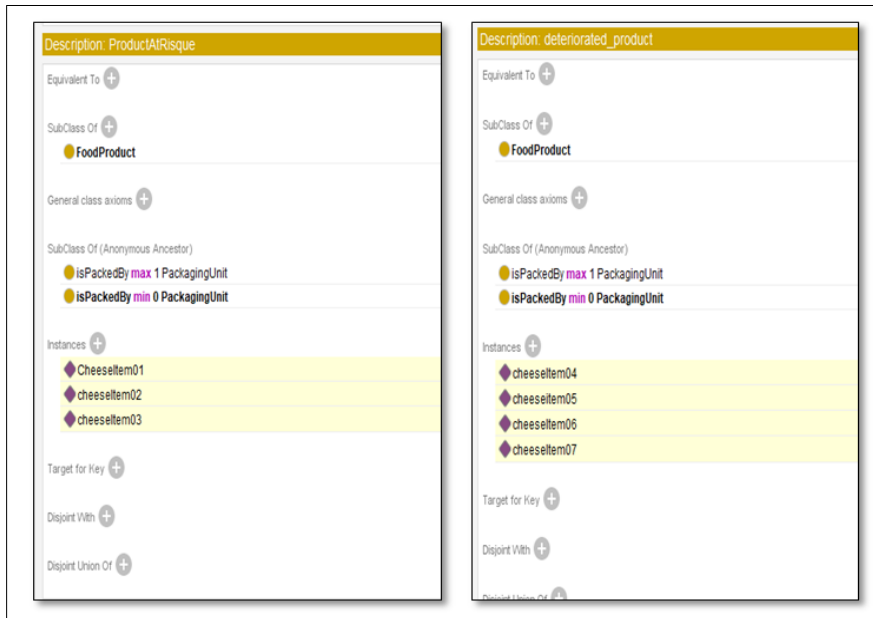 Description: ProductAtRisque
Equivalent To
SubClass Of
FoodProduct
General class axioms
SubClass Of (Anonymous Ancestor)
isPackedBy max 1 PackagingUnit
isPackedBy min 0 PackagingUnit
Instances
CheeseItem01
cheeseItem02
cheeseItem03
Target for Key
Disjoint With
Disjoint Union Of
Description: deteriorated_product
Equivalent To
SubClass Of
FoodProduct
General class axioms
SubClass Of (Anonymous Ancestor)
isPackedBy max 1 PackagingUnit
isPackedBy min 0 PackagingUnit
Instances
cheeseItem04
cheeseitem05
cheeseItem06
cheeseItem07
Target for Key
Disjoint With
Disjoint Union Of